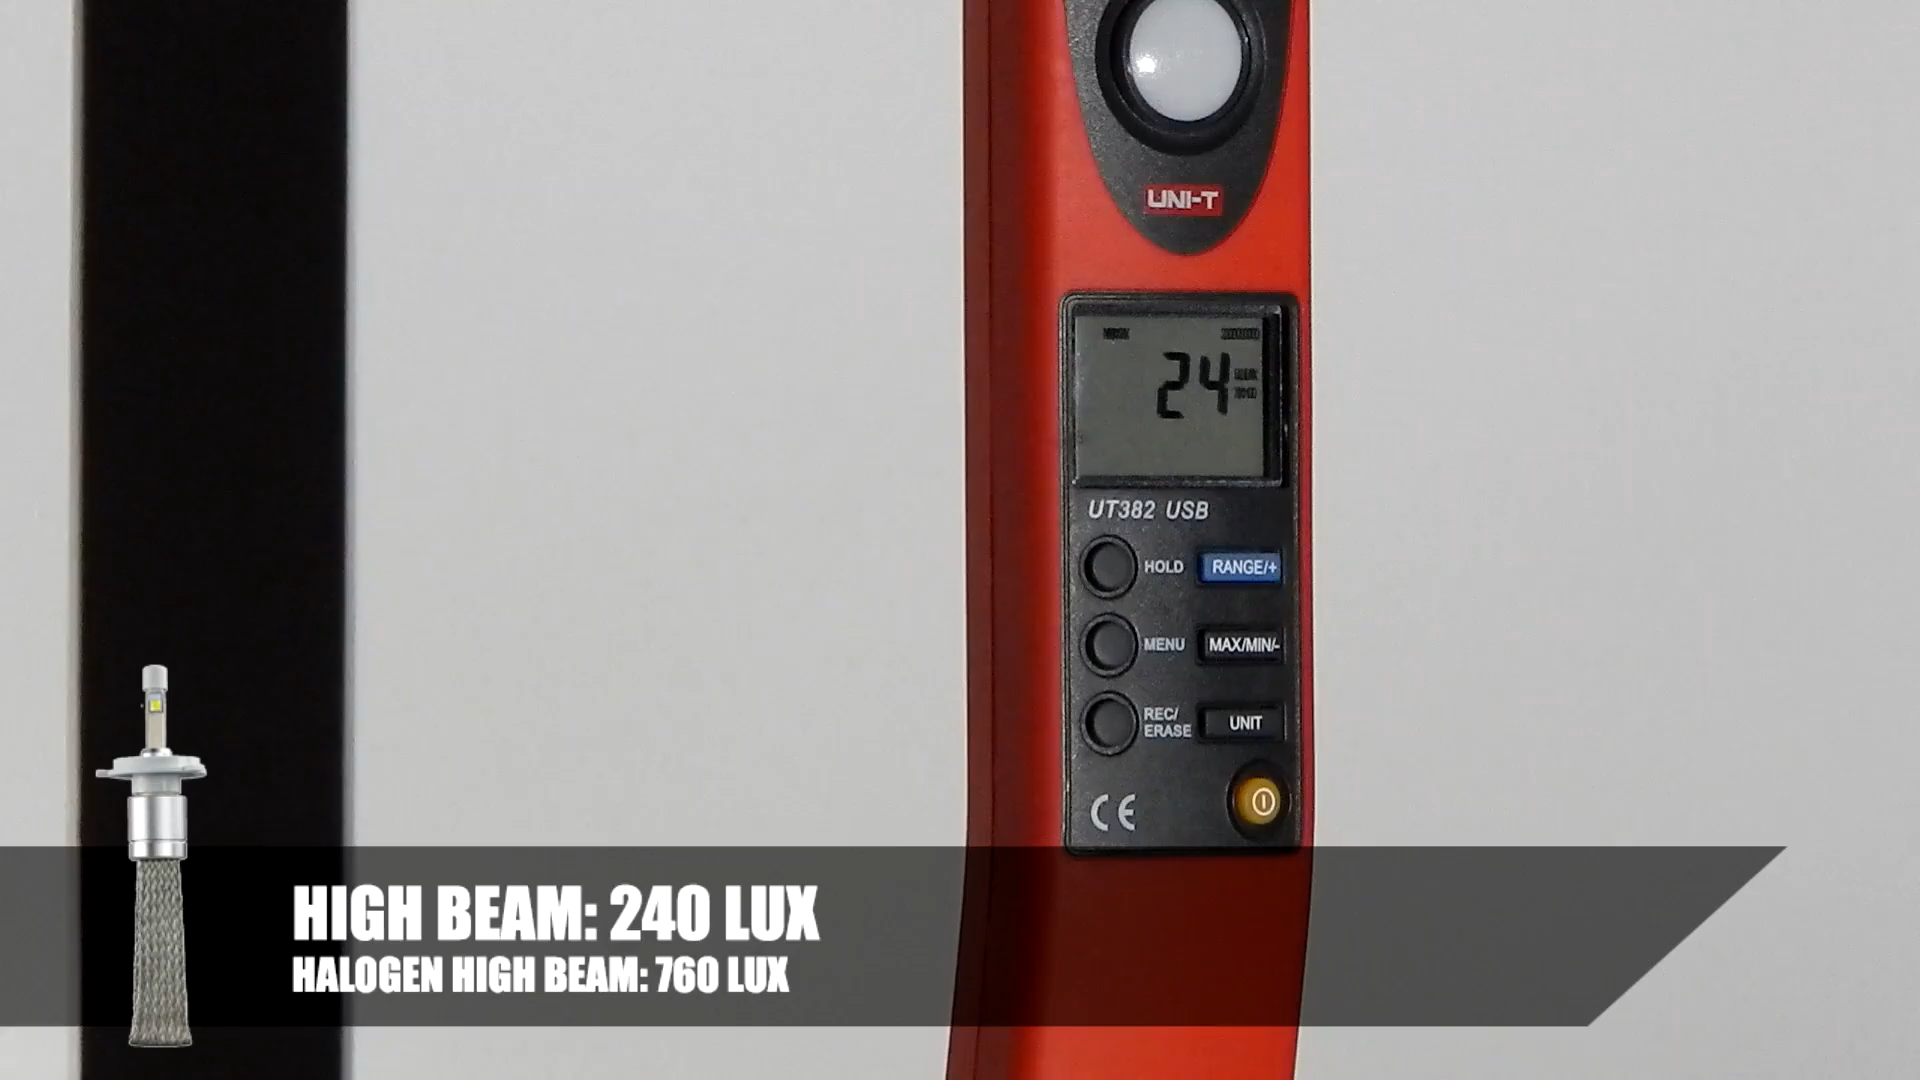 UNI-T
24
UT382 USB
HOLD RANGE/+
MENU MAX/MIN/-
REC/
ERASE UNIT
CE
HIGH BEAM: 240 LUX
HALOGEN HIGH BEAM: 760 LUX